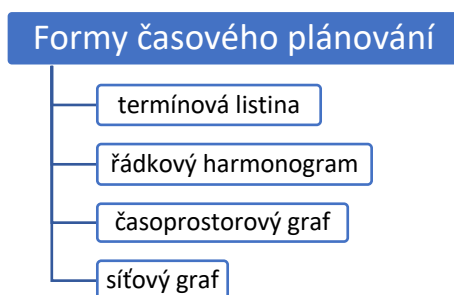 Formy časového plánování
termínová listina
řádkový harmonogram
časoprostorový graf
síťový graf